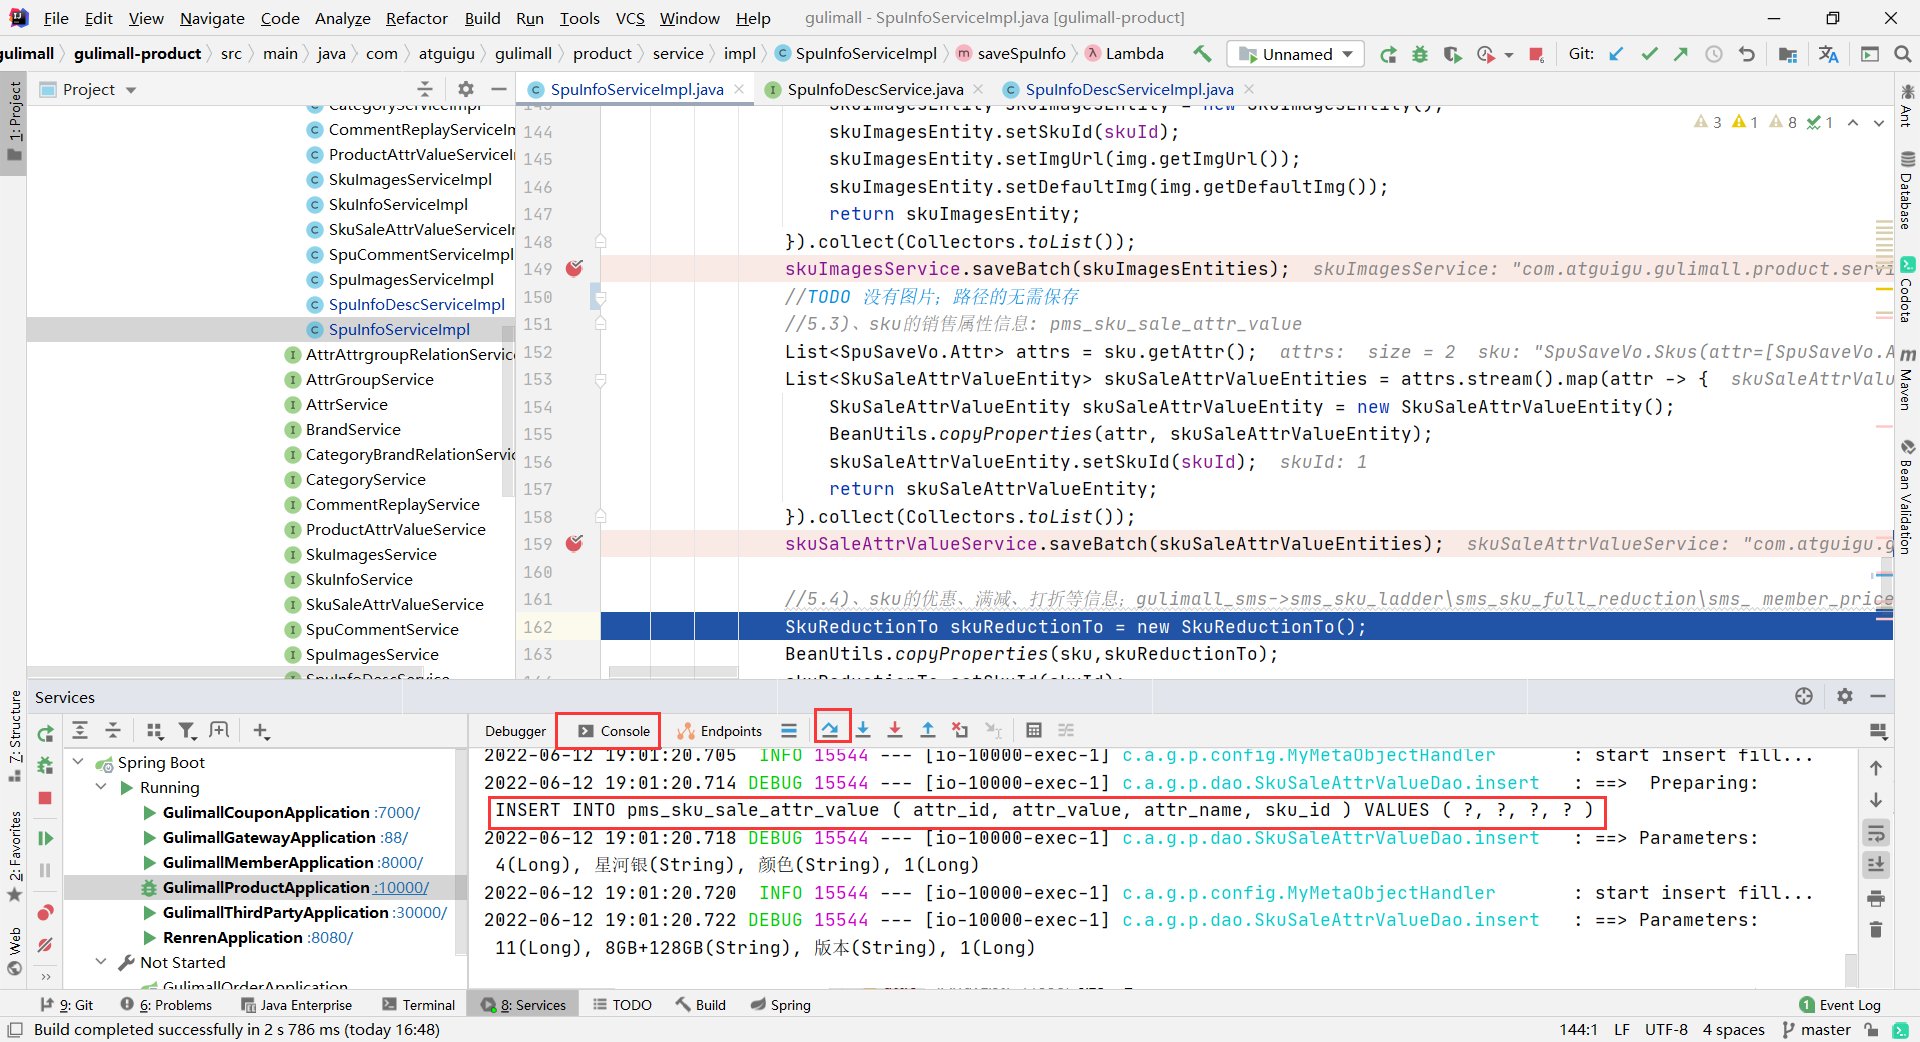 File Edit View Navigate Code Analyze Refactor Build Run Tools VCS Window Help gulimall - SpuInfoServiceImpl.java [gulimall-product]
gulimall gulimall-product src main java com atguigu gulimall product service impl SpuInfoServiceImpl saveSpuInfo Lambda Unnamed Git:
Project
SpuInfoServiceImpl.java SpuInfoDescService.java SpuInfoDescServiceImpl.java
1: Project
7: Structure
2: Favorites
Web
CategoryServiceImpl
CommentReplayServiceIm
ProductAttrValueServiceI
SkuImagesServiceImpl
SkuInfoServiceImpl
SkuSaleAttrValueServiceIm
SpuCommentServiceImpl
SpuImagesServiceImpl
SpuInfoDescServiceImpl
SpuInfoServiceImpl
AttrAttrgroupRelationService
AttrGroupService
AttrService
BrandService
CategoryBrandRelationServic
CategoryService
CommentReplayService
ProductAttrValueService
SkuImagesService
SkuInfoService
SkuSaleAttrValueService
SpuCommentService
SpuImagesService
SpuInfoDescService
3 1 8 1
143 SkuImagesEntity skuImagesEntity = new SkuImagesEntity();
144 skuImagesEntity.setSkuId(skuId);
145 skuImagesEntity.setImgUrl(img.getImgUrl());
146 skuImagesEntity.setDefaultImg(img.getDefaultImg());
147 return skuImagesEntity;
148 }).collect(Collectors.toList());
149 skuImagesService.saveBatch(skuImagesEntities); skuImagesService: "com.atguigu.gulimall.product.servi
150 //TODO 没有图片；路径的无需保存
151 //5.3)、sku的销售属性信息：pms_sku_sale_attr_value
152 List<SpuSaveVo.Attr> attrs = sku.getAttr(); attrs: size = 2 sku: "SpuSaveVo.Skus(attr=[SpuSaveVo.A
153 List<SkuSaleAttrValueEntity> skuSaleAttrValueEntities = attrs.stream().map(attr -> { skuSaleAttrValu
154 SkuSaleAttrValueEntity skuSaleAttrValueEntity = new SkuSaleAttrValueEntity();
155 BeanUtils.copyProperties(attr, skuSaleAttrValueEntity);
156 skuSaleAttrValueEntity.setSkuId(skuId); skuId: 1
157 return skuSaleAttrValueEntity;
158 }).collect(Collectors.toList());
159 skuSaleAttrValueService.saveBatch(skuSaleAttrValueEntities); skuSaleAttrValueService: "com.atguigu.g
160
161 //5.4)、sku的优惠、满减、打折等信息；gulimall_sms->sms_sku_ladder\sms_sku_full_reduction\sms_ member_price
162 SkuReductionTo skuReductionTo = new SkuReductionTo();
163 BeanUtils.copyProperties(sku,skuReductionTo);
skuReductionTo.setSkuId(skuId);
Ant
Database
Codota
Maven
Bean Validation
Services
Debugger Console Endpoints
Spring Boot
Running
GulimallCouponApplication :7000/
GulimallGatewayApplication :88/
GulimallMemberApplication :8000/
GulimallProductApplication :10000/
GulimallThirdPartyApplication :30000/
RenrenApplication :8080/
Not Started
GulimallOrderApplication
2022-06-12 19:01:20.705 INFO 15544 --- [io-10000-exec-1] c.a.g.p.config.MyMetaObjectHandler : start insert fill...
2022-06-12 19:01:20.714 DEBUG 15544 --- [io-10000-exec-1] c.a.g.p.dao.SkuSaleAttrValueDao.insert : ==> Preparing:
INSERT INTO pms_sku_sale_attr_value ( attr_id, attr_value, attr_name, sku_id ) VALUES ( ?, ?, ?, ? )
2022-06-12 19:01:20.718 DEBUG 15544 --- [io-10000-exec-1] c.a.g.p.dao.SkuSaleAttrValueDao.insert : ==> Parameters:
4(Long), 星河银(String), 颜色(String), 1(Long)
2022-06-12 19:01:20.720 INFO 15544 --- [io-10000-exec-1] c.a.g.p.config.MyMetaObjectHandler : start insert fill...
2022-06-12 19:01:20.722 DEBUG 15544 --- [io-10000-exec-1] c.a.g.p.dao.SkuSaleAttrValueDao.insert : ==> Parameters:
11(Long), 8GB+128GB(String), 版本(String), 1(Long)
9: Git 6: Problems Java Enterprise Terminal 8: Services TODO Build Spring 1 Event Log
Build completed successfully in 2 s 786 ms (today 16:48) 144:1 LF UTF-8 4 spaces master